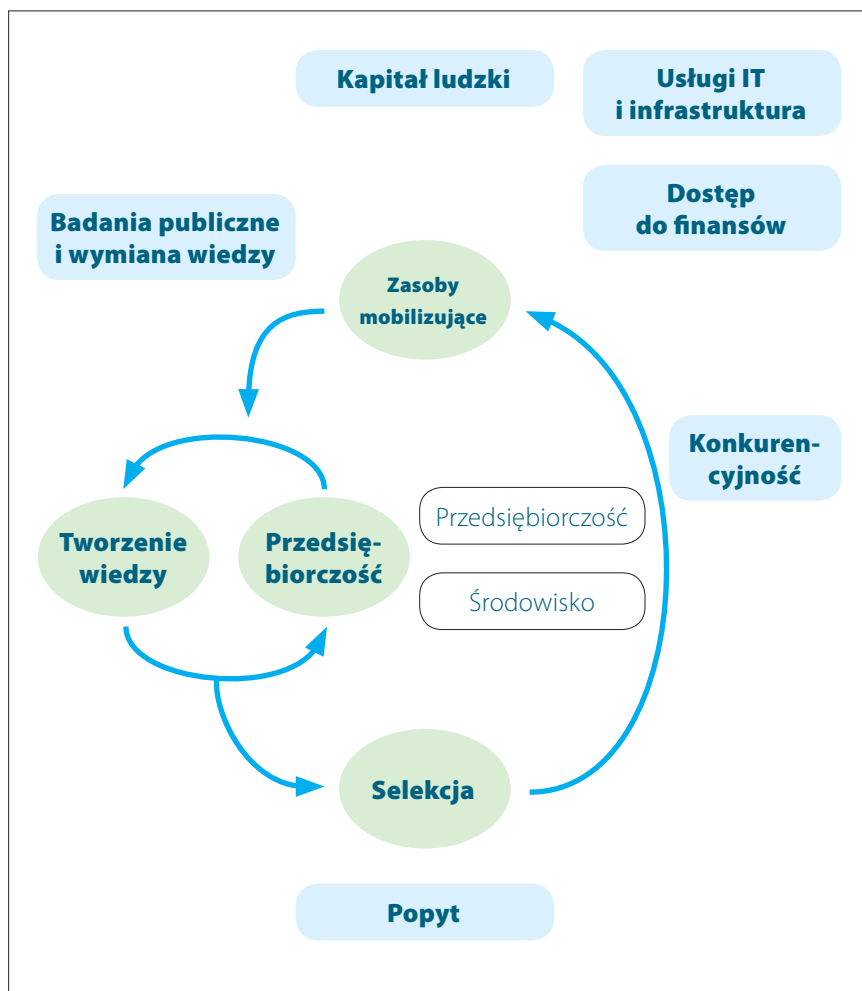 Kapitał ludzki
Usługi IT
i infrastruktura
Dostęp
do finansów
Badania publiczne
i wymiana wiedzy
Zasoby
mobilizujące
Konkuren-
cyjność
Przedsiębiorczość
Środowisko
Tworzenie
wiedzy
Przedsię-
biorczość
Selekcja
Popyt